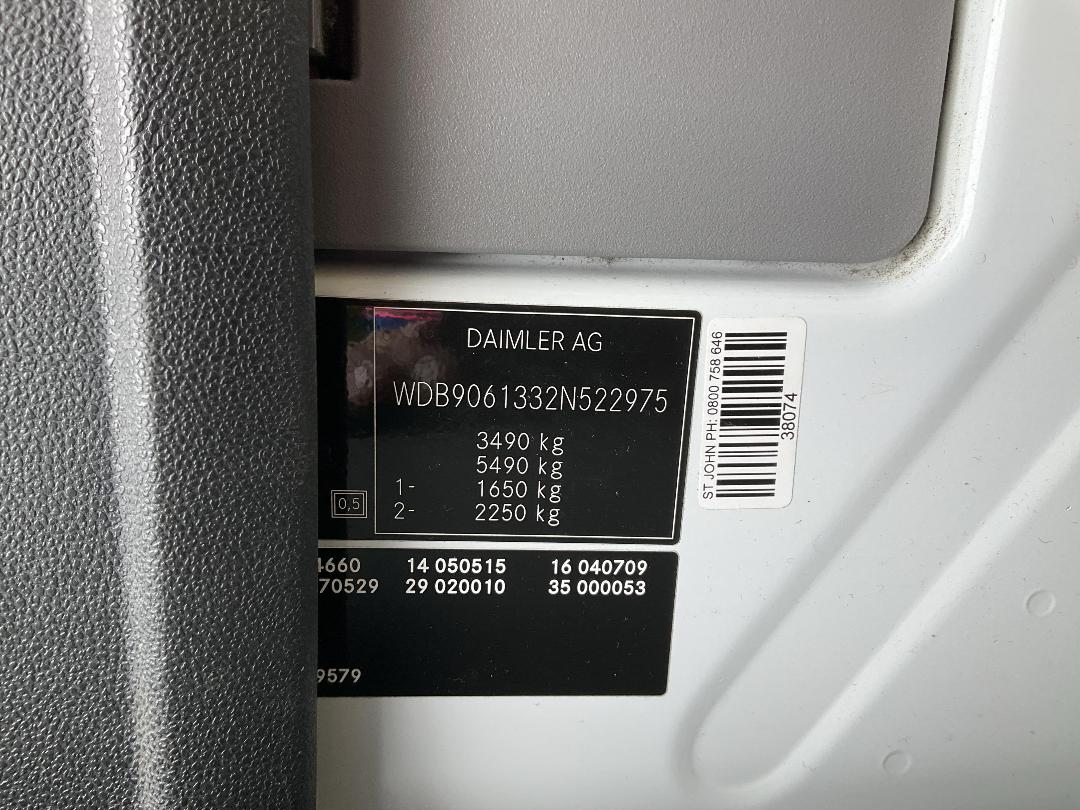 DAIMLER AG
WDB9061332N522975
3490 kg
5490 kg
1- 1650 kg
2- 2250 kg
0,5
4660 14 050515 16 040709
70529 29 020010 35 000053
9579
ST JOHN PH: 0800 758 646
38074